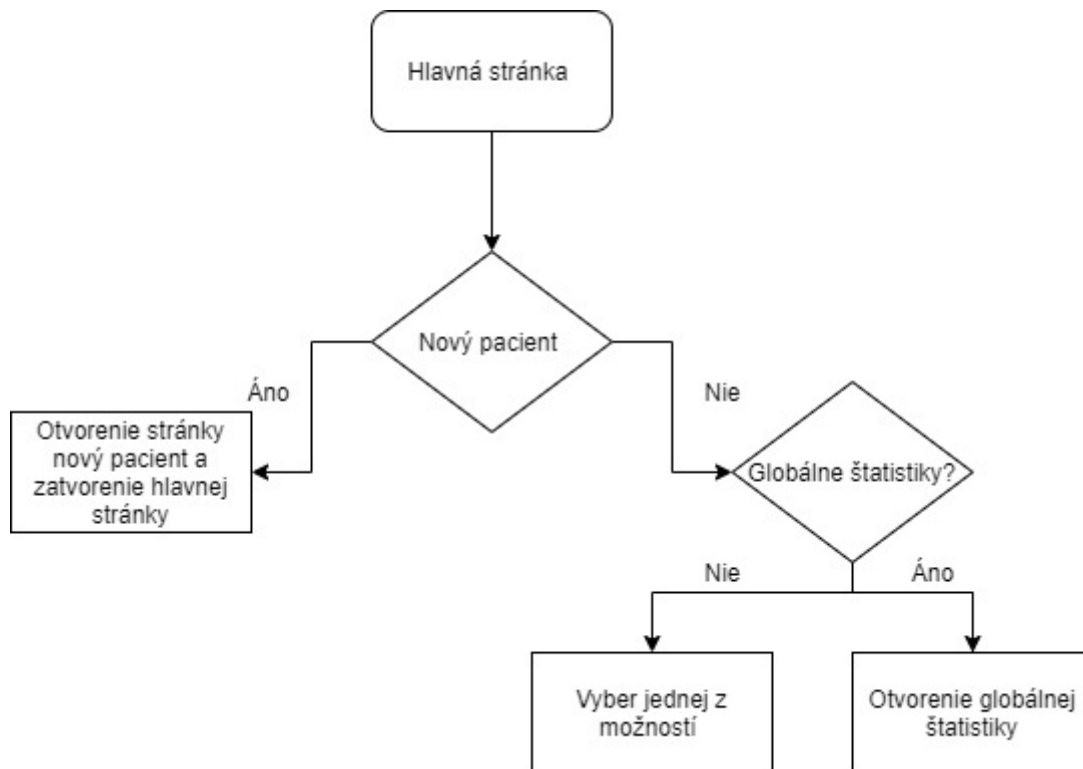 Hlavná stránka
Nový pacient
Áno
Nie
Otvorenie stránky
nový pacient a
zatvorenie hlavnej
stránky
Globálne štatistiky?
Nie
Áno
Vyber jednej z
možností
Otvorenie globálnej
štatistiky